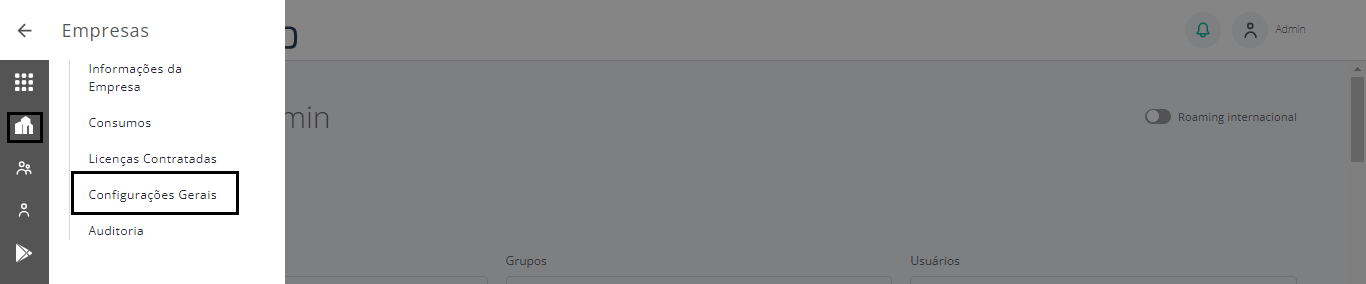 Empresas
Admin
Informações da
Empresa
min
Roaming internacional
Consumos
Licenças Contratadas
Configurações Gerais
Auditoria
Grupos
Usuários